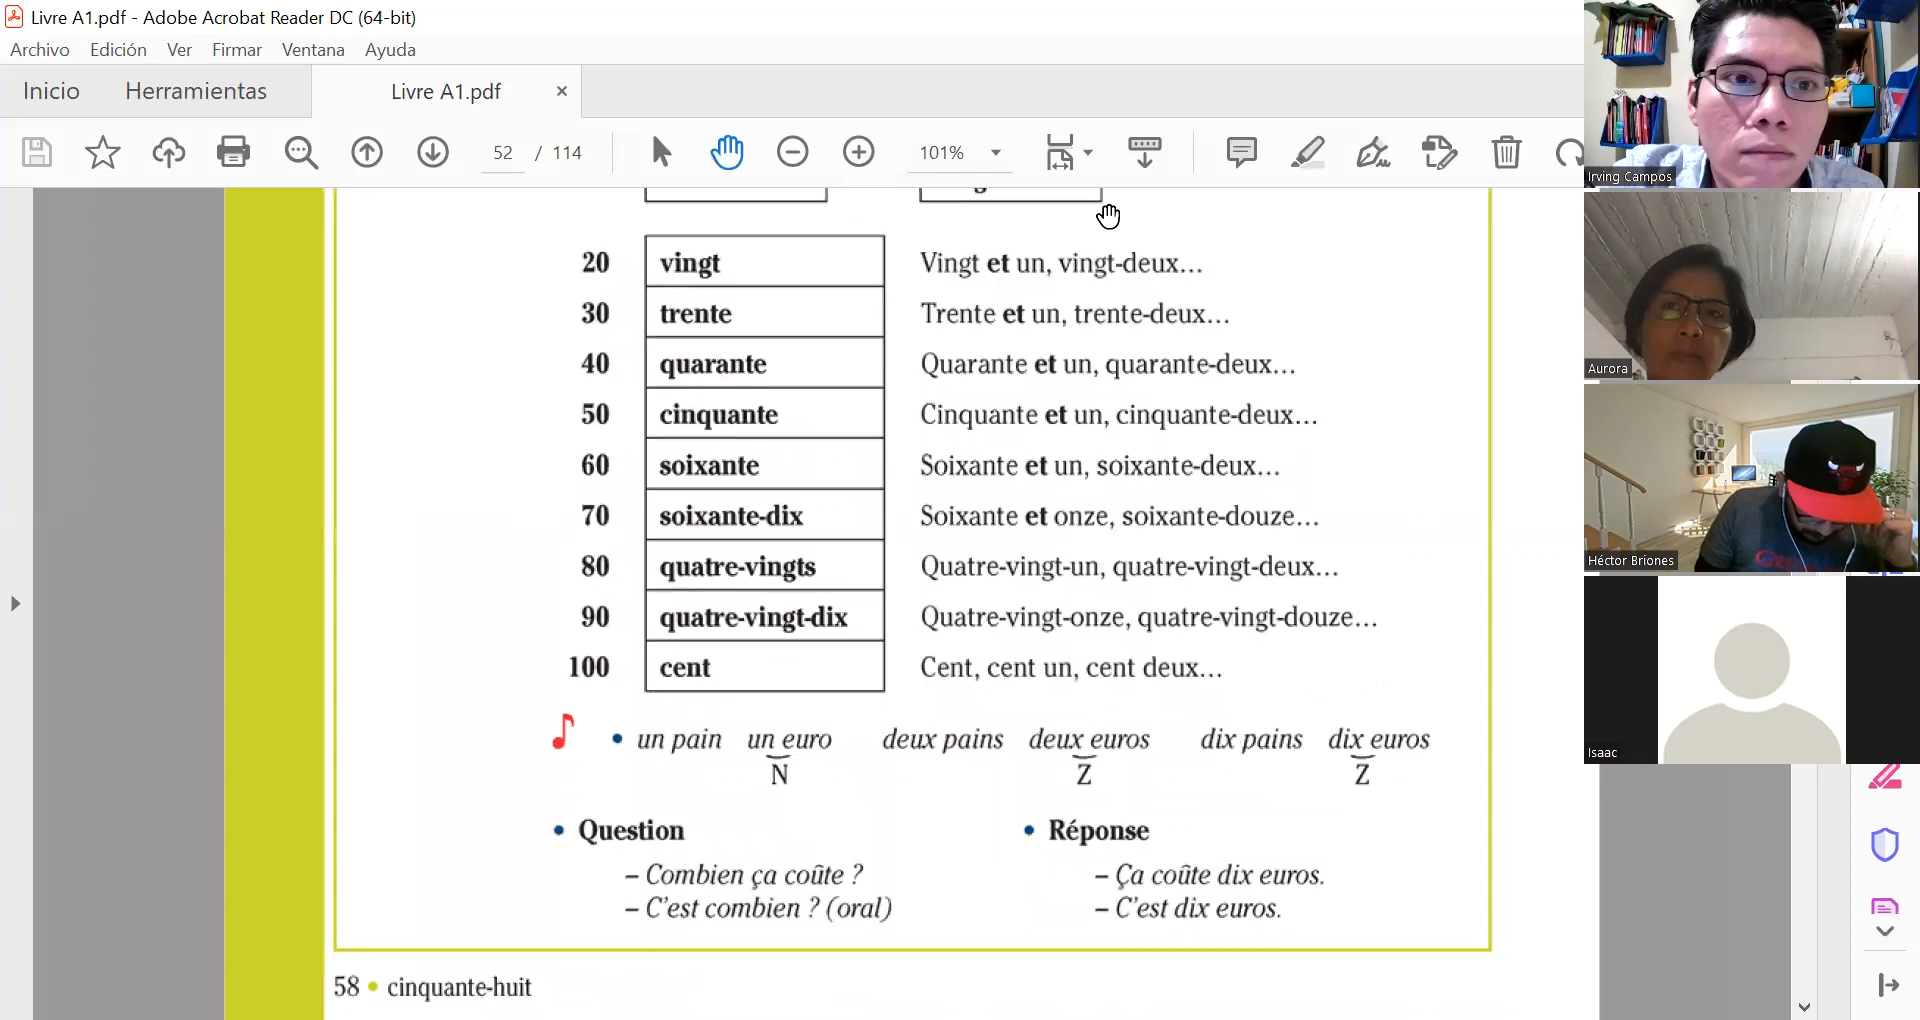 Livre A1.pdf - Adobe Acrobat Reader DC (64-bit)
Archivo Edición Ver Firmar Ventana Ayuda
Inicio Herramientas Livre A1.pdf ×
52 / 114 101%
20 vingt Vingt et un, vingt-deux...
30 trente Trente et un, trente-deux...
40 quarante Quarante et un, quarante-deux...
50 cinquante Cinquante et un, cinquante-deux...
60 soixante Soixante et un, soixante-deux...
70 soixante-dix Soixante et onze, soixante-douze...
80 quatre-vingts Quatre-vingt-un, quatre-vingt-deux...
90 quatre-vingt-dix Quatre-vingt-onze, quatre-vingt-douze...
100 cent Cent, cent un, cent deux...
• un pain un euro deux pains deux euros dix pains dix euros
N Z Z
• Question • Réponse
– Combien ça coûte ? – Ça coûte dix euros.
– C'est combien ? (oral) – C'est dix euros.
58 • cinquante-huit
Irving Campos
Aurora
Héctor Briones
Isaac